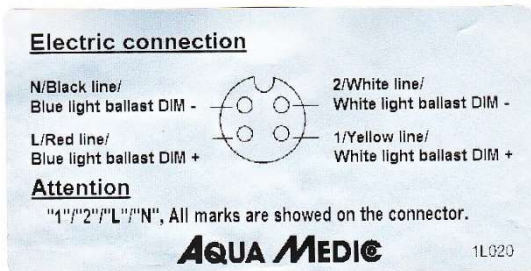 Electric connection
N/Black line/
Blue light ballast DIM -
2/White line/
White light ballast DIM -
L/Red line/
Blue light ballast DIM +
1/Yellow line/
White light ballast DIM +
Attention
"1"/"2"/"L"/"N", All marks are showed on the connector.
AQUA MEDIC
1L020